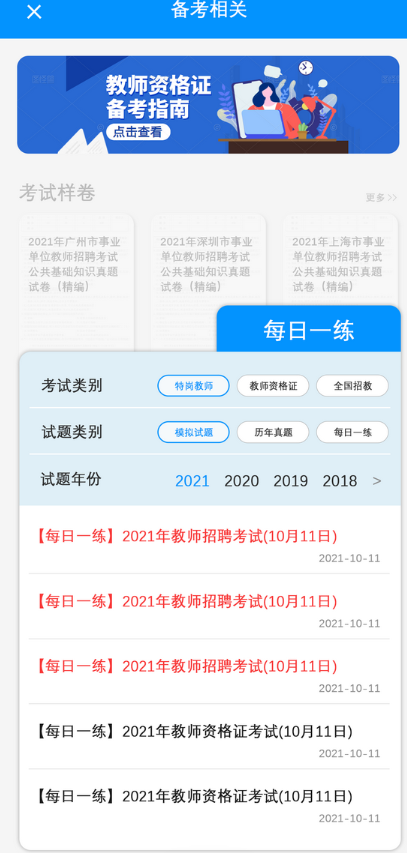 备考相关
教师资格证
备考指南
点击查看
考试样卷
更多>>
2021年广州市事业
单位教师招聘考试
公共基础知识真题
试卷（精编）
2021年深圳市事业
单位教师招聘考试
公共基础知识真题
试卷（精编）
2021年上海市事业
单位教师招聘考试
公共基础知识真题
试卷（精编）
每日一练
考试类别 特岗教师 教师资格证 全国招教
试题类别 模拟试题 历年真题 每日一练
试题年份 2021 2020 2019 2018 >
【每日一练】2021年教师招聘考试(10月11日)
2021-10-11
【每日一练】2021年教师招聘考试(10月11日)
2021-10-11
【每日一练】2021年教师招聘考试(10月11日)
2021-10-11
【每日一练】2021年教师资格证考试(10月11日)
2021-10-11
【每日一练】2021年教师资格证考试(10月11日)
2021-10-11